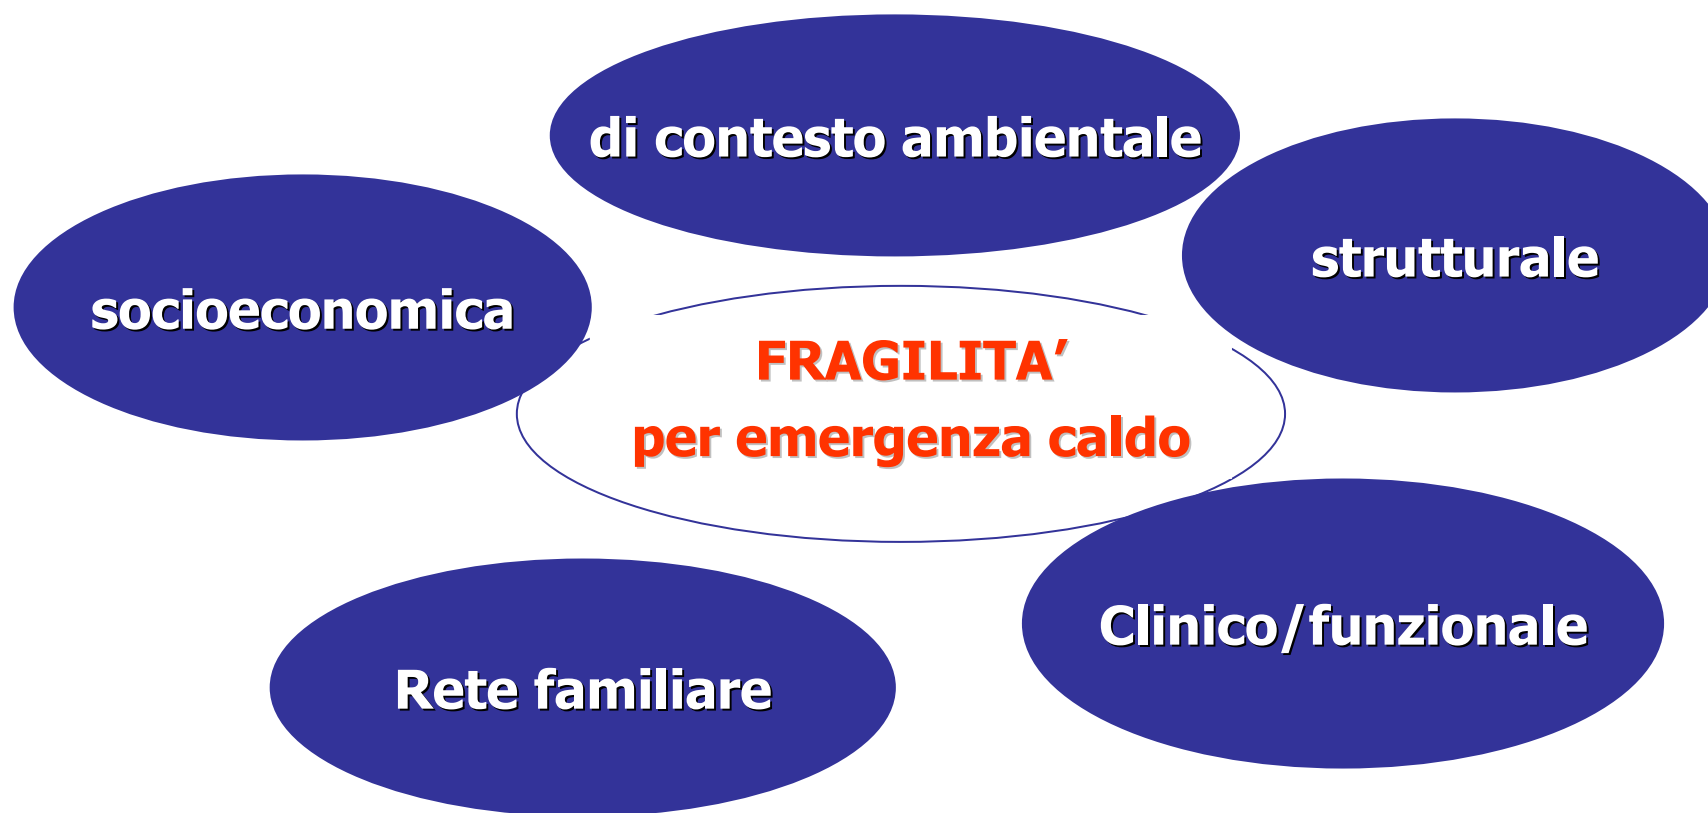 di contesto ambientale
strutturale
socioeconomica
FRAGILITA’
per emergenza caldo
Clinico/funzionale
Rete familiare